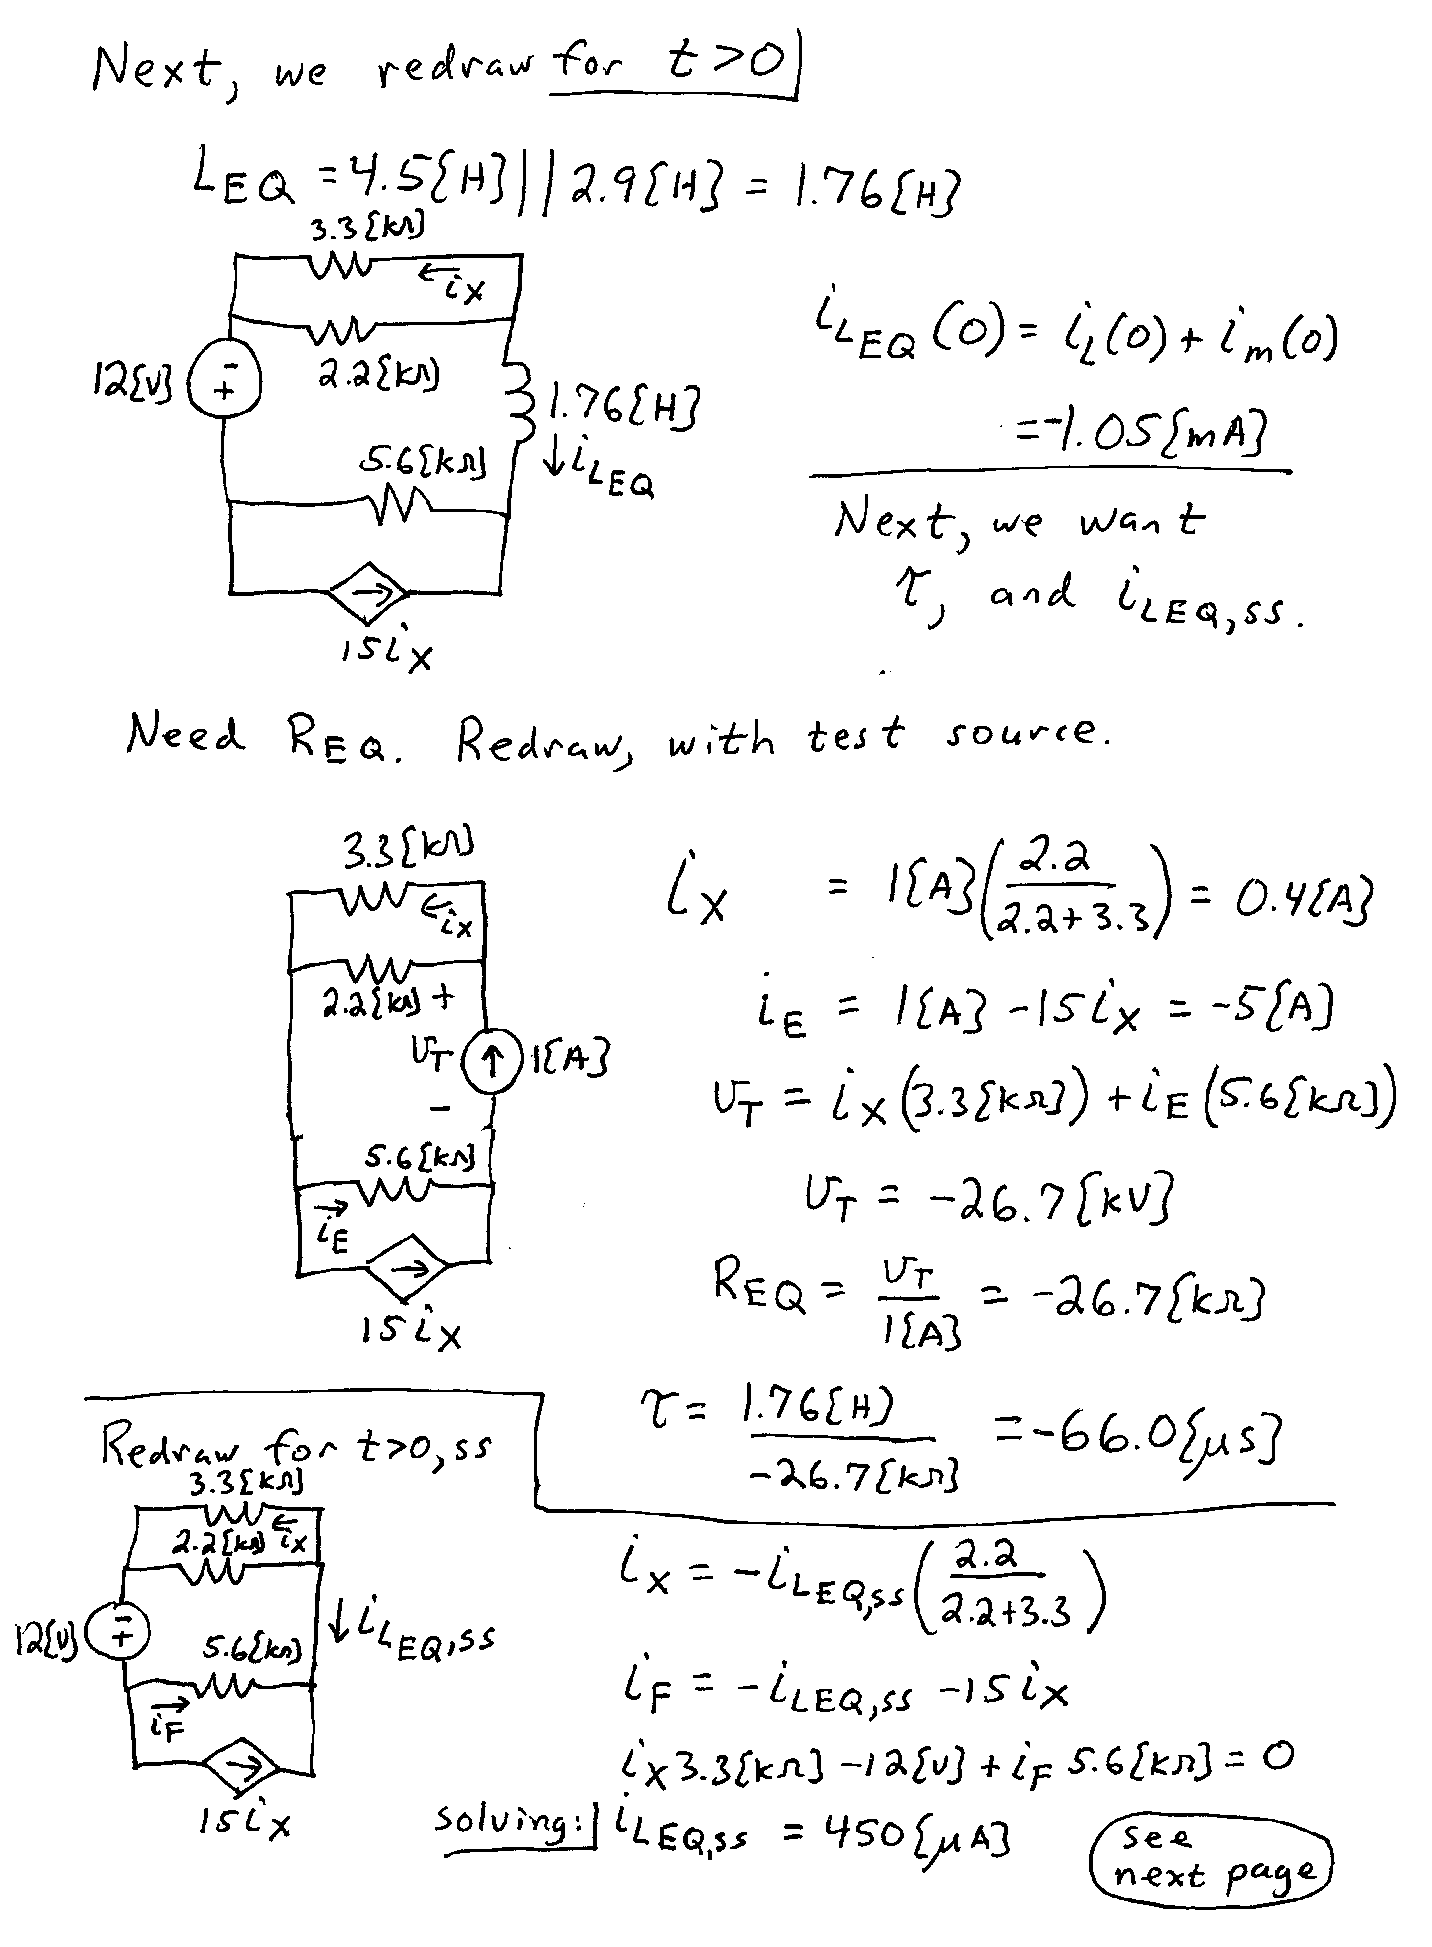 Next, we redraw for t>0
L_EQ = 4.5{H} || 2.9{H} = 1.76{H}
3.3{kΩ}
i_X
2.2{kΩ}
12{V}
- +
1.76{H}
5.6{kΩ}
i_LEQ
15i_X
i_LEQ(0) = i_L(0) + i_m(0)
= -1.05{mA}
Next, we want
τ, and i_LEQ,ss.
Need R_EQ. Redraw, with test source.
3.3{kΩ}
i_X
2.2{kΩ} +
v_T
1{A}
-
5.6{kΩ}
i_E
15i_X
i_X = 1{A}(2.2/(2.2+3.3)) = 0.4{A}
i_E = 1{A} - 15i_X = -5{A}
v_T = i_X(3.3{kΩ}) + i_E(5.6{kΩ})
v_T = -26.7{kV}
R_EQ = v_T/1{A} = -26.7{kΩ}
τ = 1.76{H}/-26.7{kΩ} = -66.0{μs}
Redraw for t>0, ss
3.3{kΩ}
2.2{kΩ} i_X
12{V}
- +
i_LEQ,ss
5.6{kΩ}
i_F
15i_X
i_X = -i_LEQ,ss(2.2/(2.2+3.3))
i_F = -i_LEQ,ss - 15i_X
i_X 3.3{kΩ} - 12{V} + i_F 5.6{kΩ} = 0
solving: i_LEQ,ss = 450{μA}
see
next page